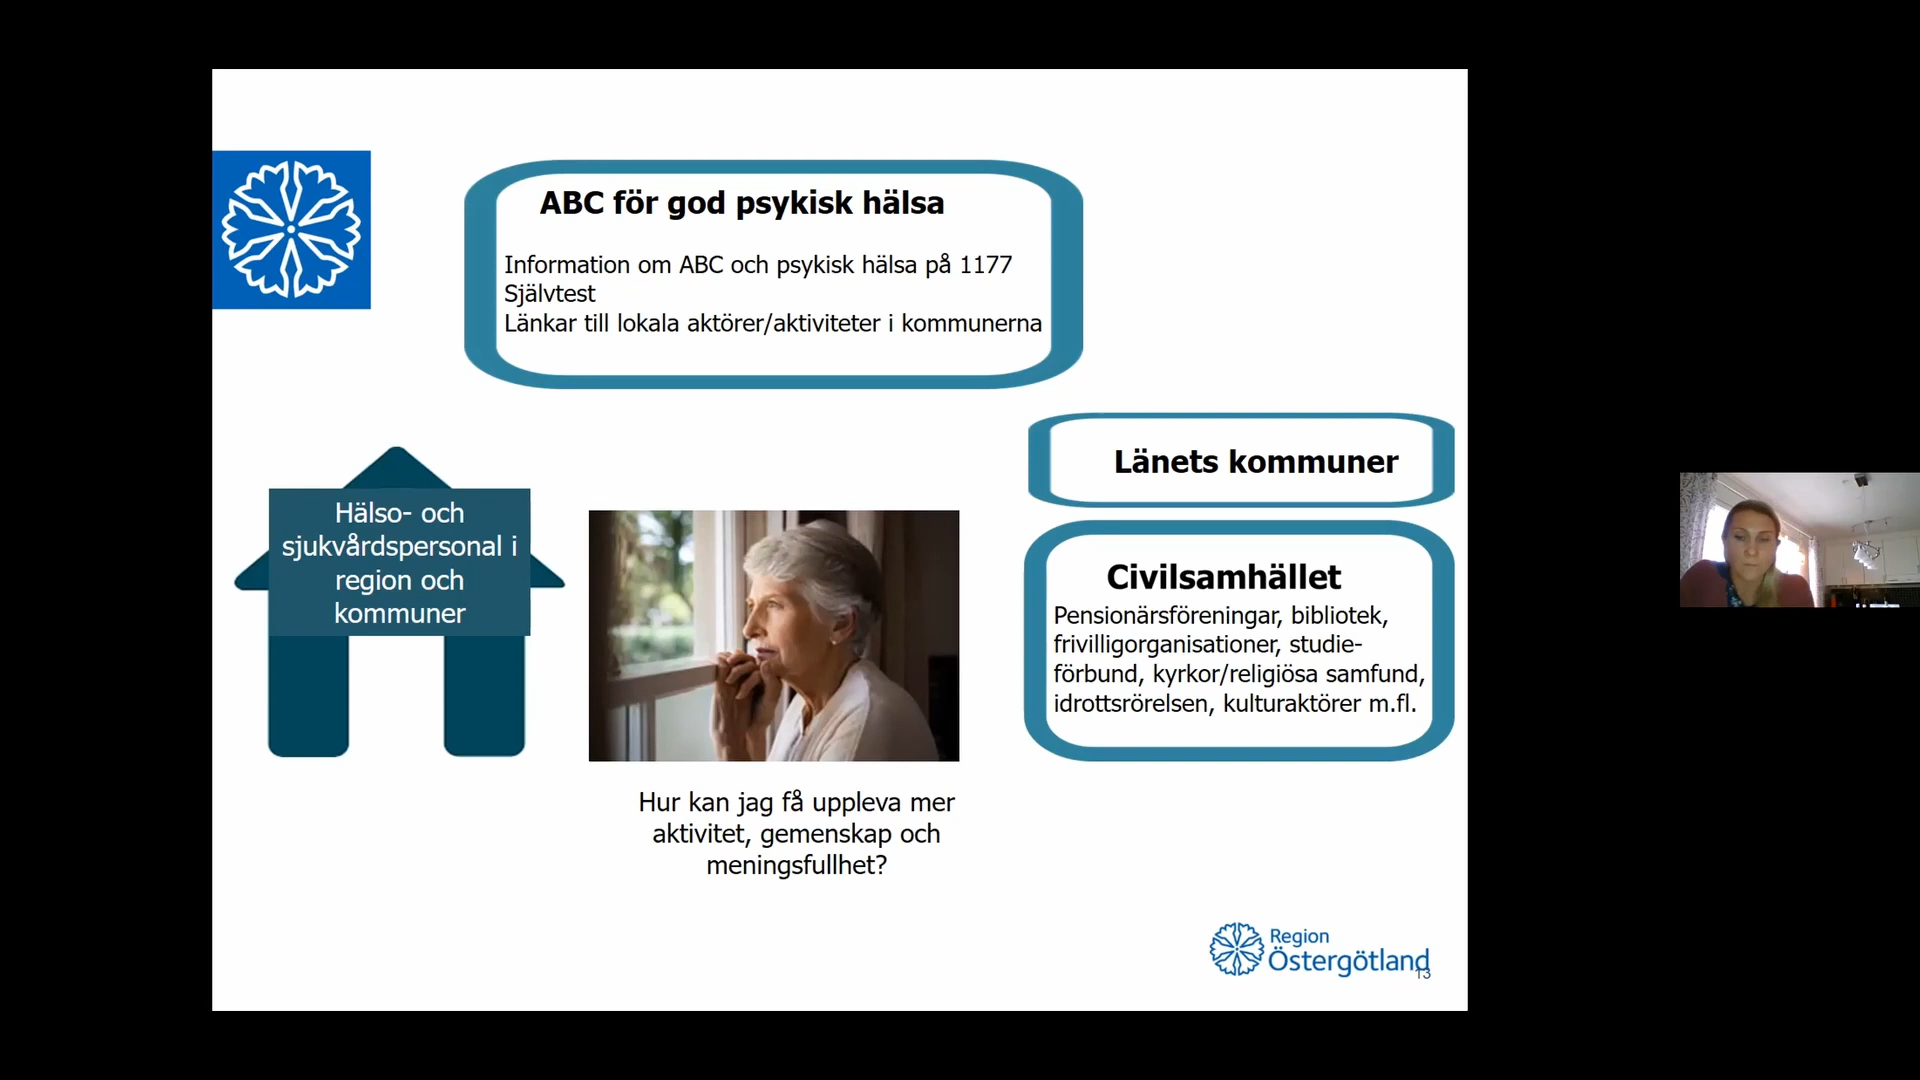 ABC för god psykisk hälsa
Information om ABC och psykisk hälsa på 1177
Självtest
Länkar till lokala aktörer/aktiviteter i kommunerna
Hälso- och
sjukvårdspersonal i
region och
kommuner
Länets kommuner
Civilsamhället
Pensionärsföreningar, bibliotek,
frivilligorganisationer, studie-
förbund, kyrkor/religiösa samfund,
idrottsrörelsen, kulturaktörer m.fl.
Hur kan jag få uppleva mer
aktivitet, gemenskap och
meningsfullhet?
Region
Östergötland
13